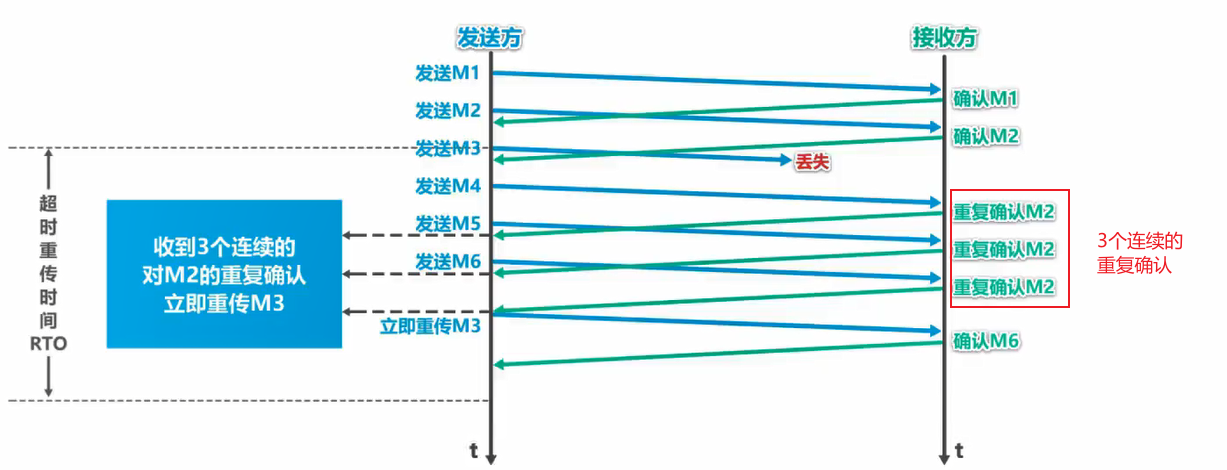 发送方
接收方
发送M1
确认M1
发送M2
确认M2
发送M3
丢失
发送M4
重复确认M2
发送M5
重复确认M2
发送M6
重复确认M2
立即重传M3
确认M6
超
时
重
传
时
间
RTO
收到3个连续的
对M2的重复确认
立即重传M3
3个连续的
重复确认
t
t